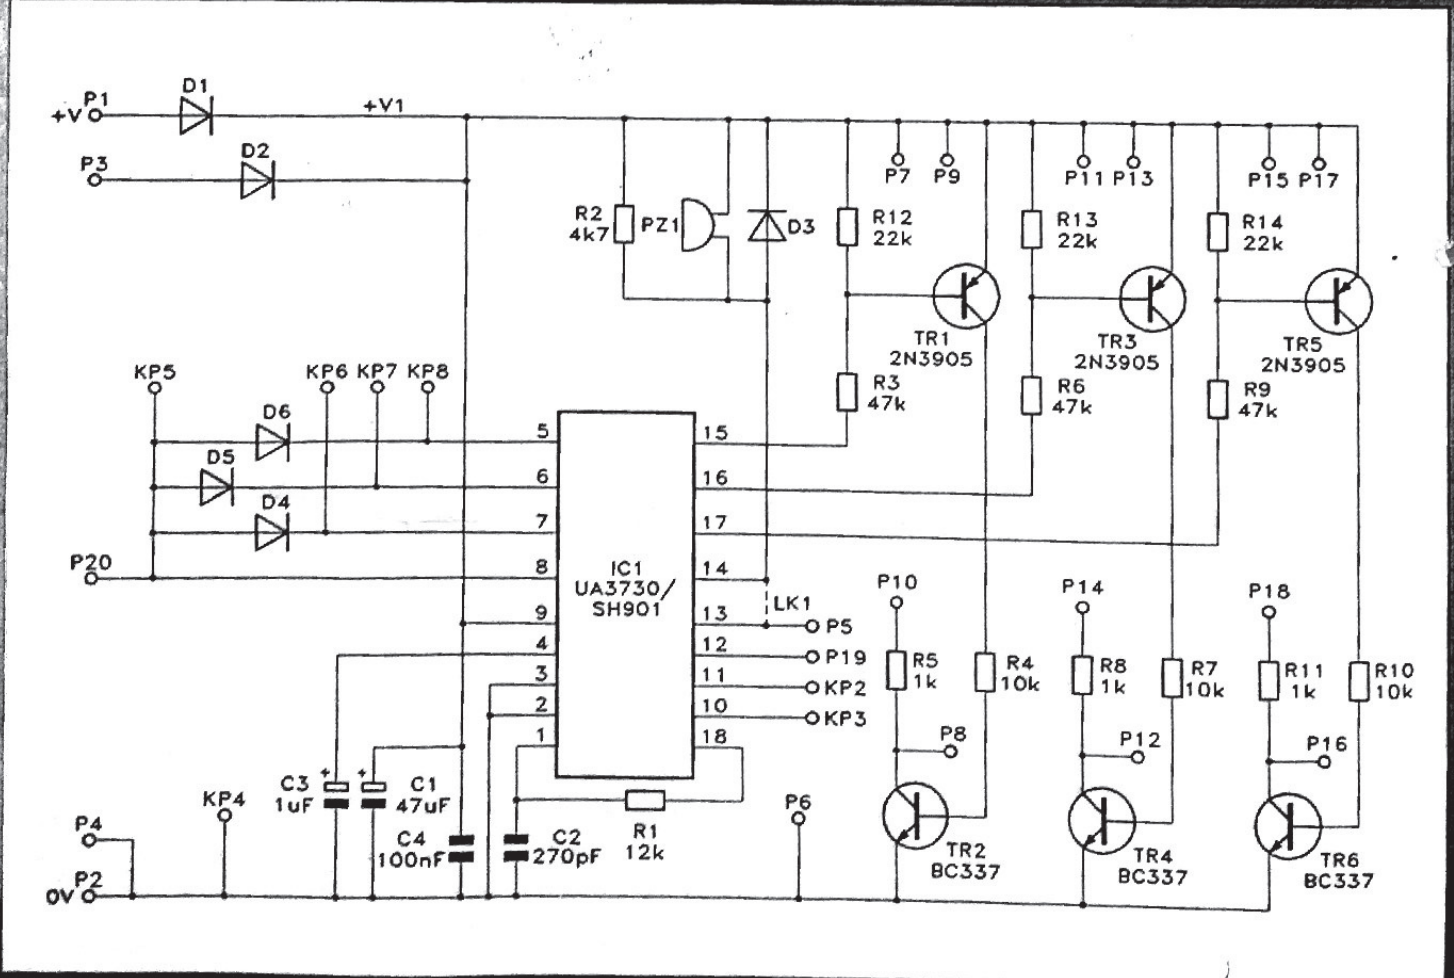 D1
P1
+V
+V1
D2
P3
P7 P9
P11 P13
P15 P17
R2
4k7
PZ1
D3
R12
22k
R13
22k
R14
22k
TR1
2N3905
TR3
2N3905
TR5
2N3905
KP5
KP6 KP7 KP8
R3
47k
R6
47k
R9
47k
D6
D5
D4
5
6
7
8
9
4
3
2
1
15
16
17
14
13
12
11
10
18
IC1
UA3730/
SH901
P20
LK1
P5
P19
KP2
KP3
P10
P14
P18
R5
1k
R4
10k
R8
1k
R7
10k
R11
1k
R10
10k
P8
P12
P16
+
C3
1uF
+
C1
47uF
KP4
P4
C4
100nF
C2
270pF
R1
12k
P6
TR2
BC337
TR4
BC337
TR6
BC337
0V P2